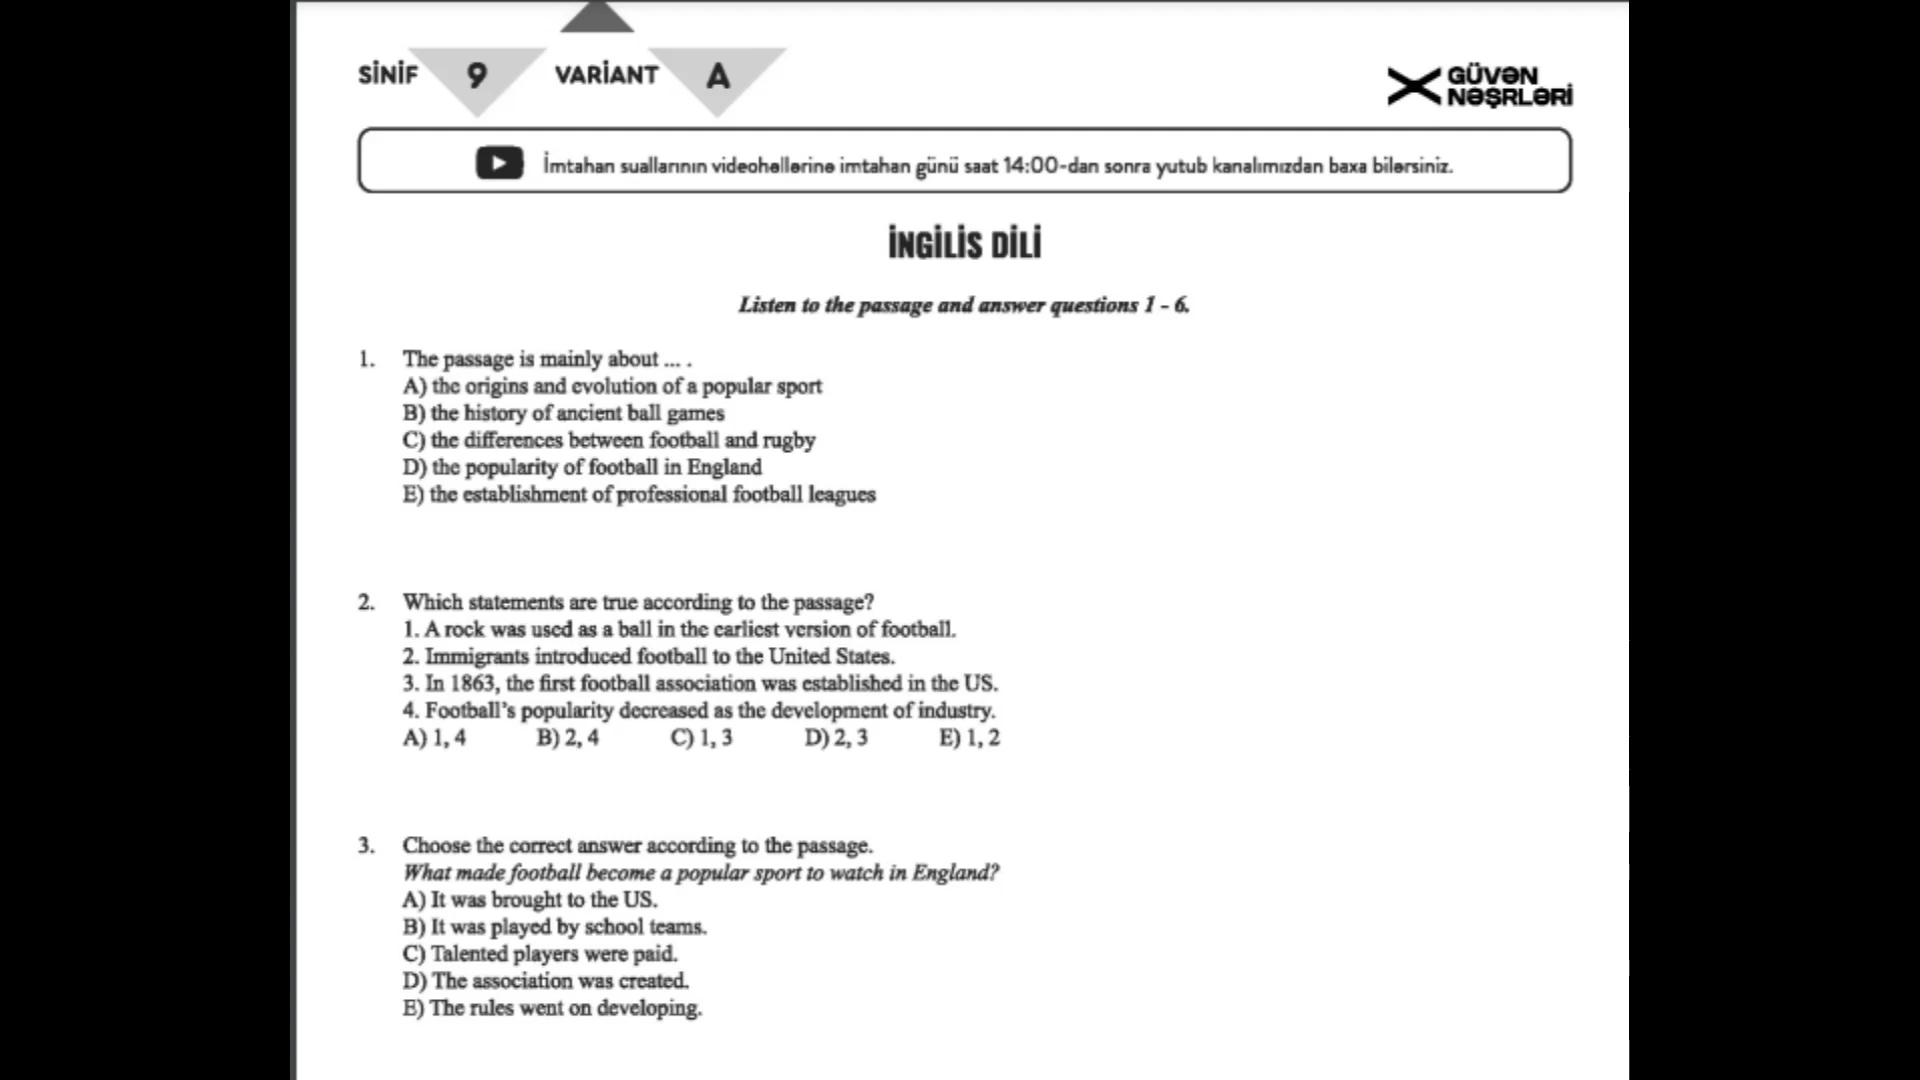 SİNİF 9 VARİANT A
GÜVƏN
NƏŞRLƏRİ
İmtahan suallarının videohəllərinə imtahan günü saat 14:00-dan sonra yutub kanalımızdan baxa bilərsiniz.
İNGİLİS DİLİ
Listen to the passage and answer questions 1 - 6.
1. The passage is mainly about ... .
A) the origins and evolution of a popular sport
B) the history of ancient ball games
C) the differences between football and rugby
D) the popularity of football in England
E) the establishment of professional football leagues
2. Which statements are true according to the passage?
1. A rock was used as a ball in the earliest version of football.
2. Immigrants introduced football to the United States.
3. In 1863, the first football association was established in the US.
4. Football's popularity decreased as the development of industry.
A) 1, 4 B) 2, 4 C) 1, 3 D) 2, 3 E) 1, 2
3. Choose the correct answer according to the passage.
What made football become a popular sport to watch in England?
A) It was brought to the US.
B) It was played by school teams.
C) Talented players were paid.
D) The association was created.
E) The rules went on developing.